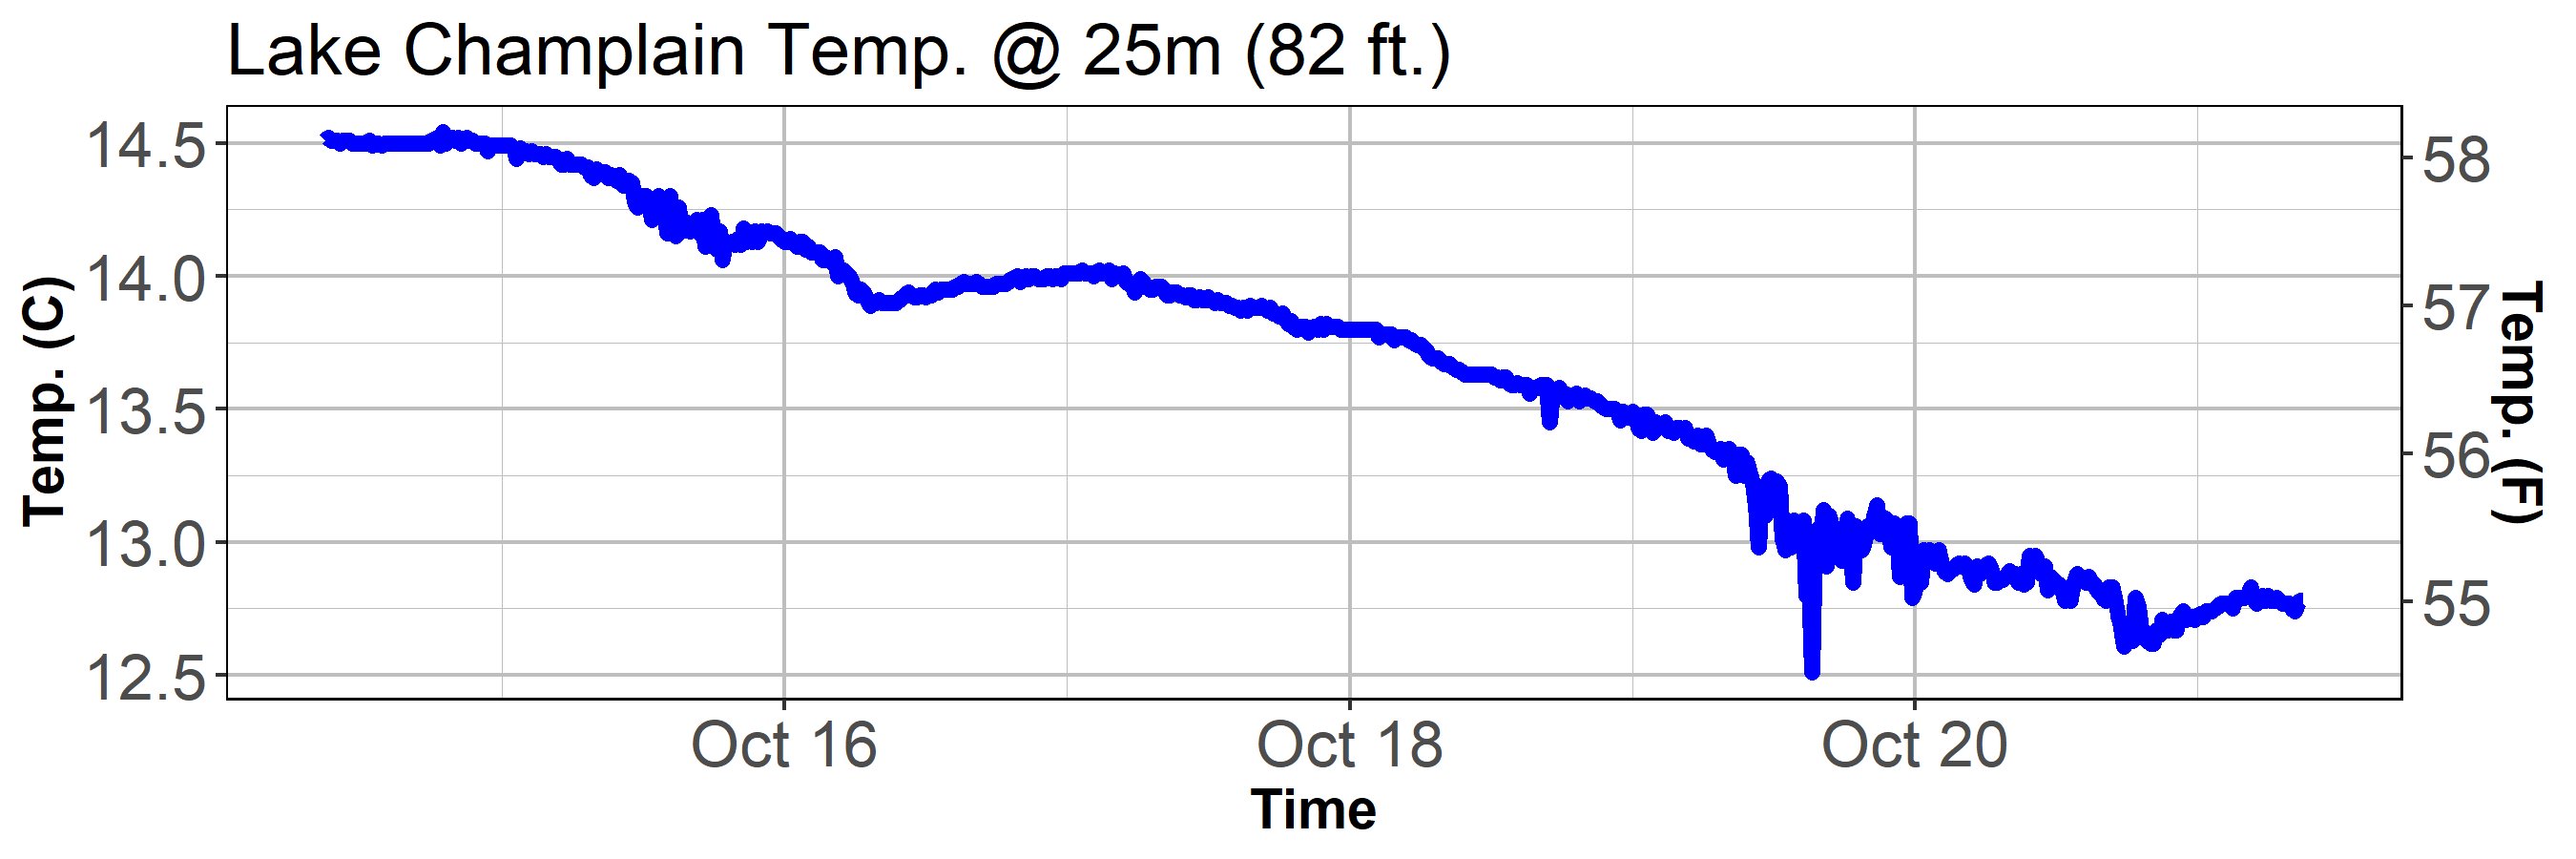 Lake Champlain Temp. @ 25m (82 ft.)
Temp. (C)
14.5
14.0
13.5
13.0
12.5
58
57
56
55
Temp. (F)
Oct 16 Oct 18 Oct 20
Time